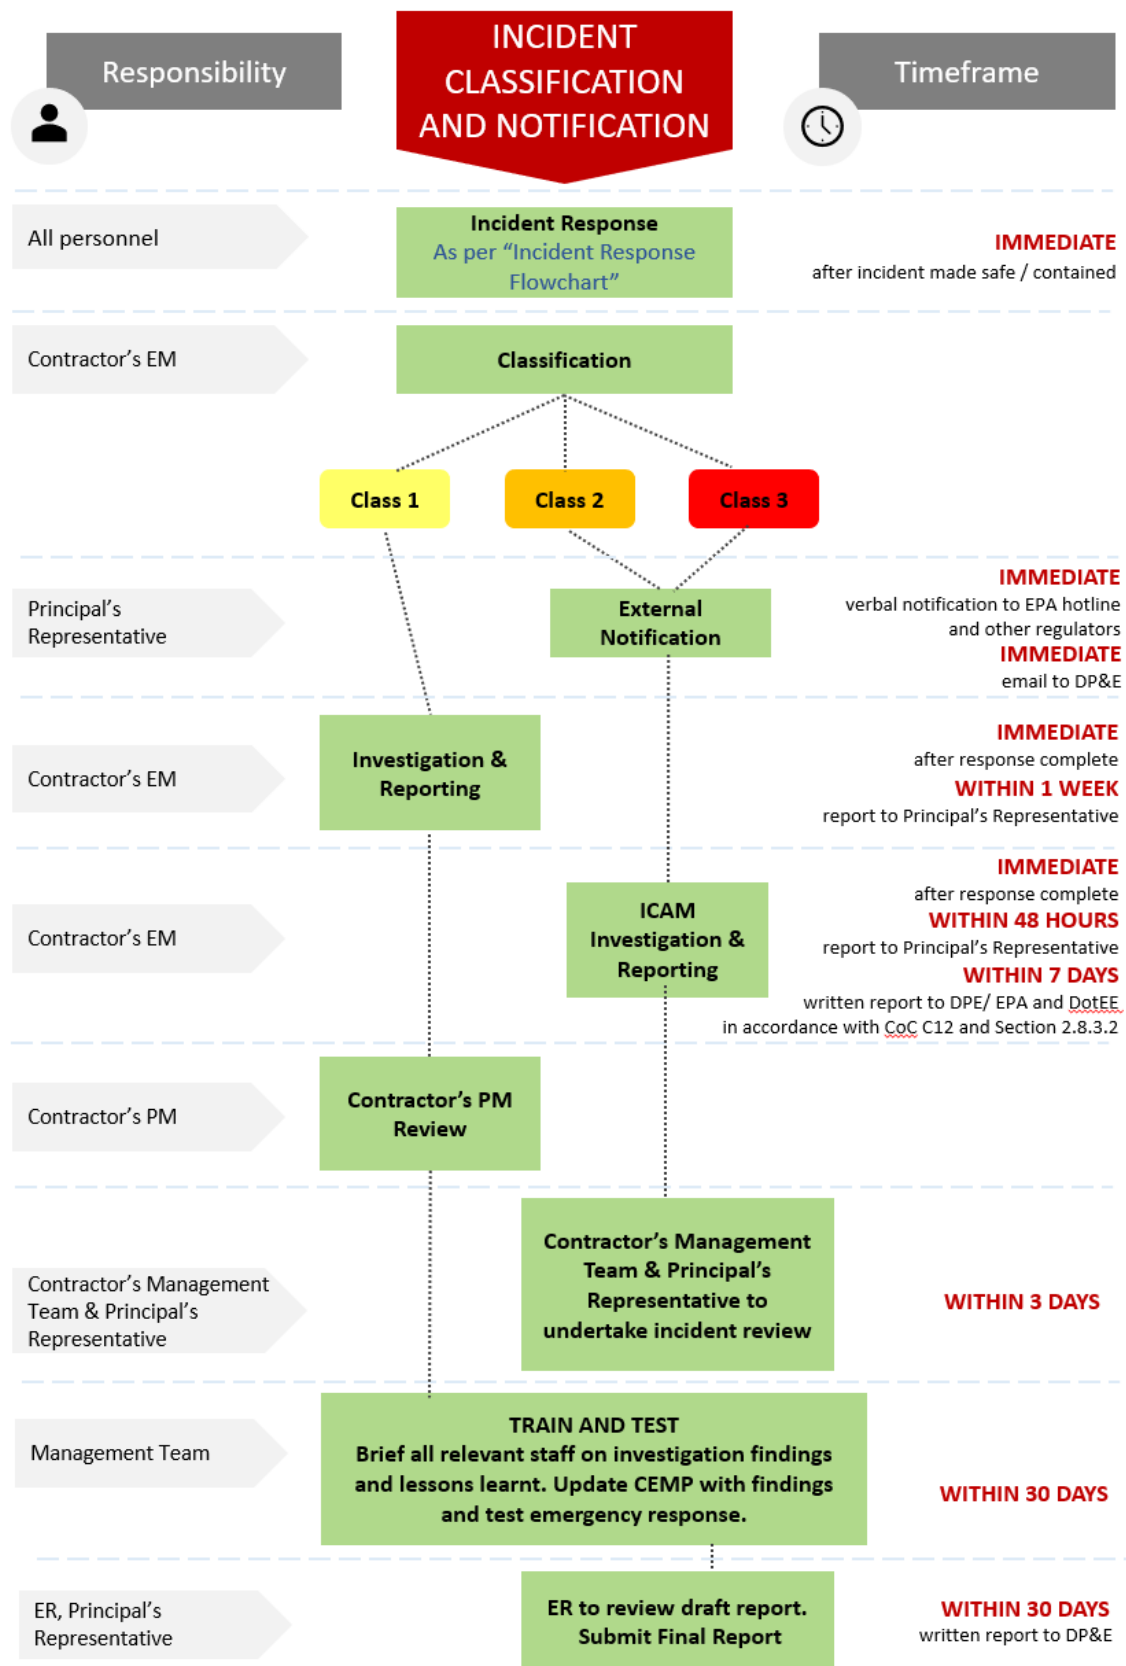 Responsibility
INCIDENT
CLASSIFICATION
AND NOTIFICATION
Timeframe
All personnel
Incident Response
As per “Incident Response
Flowchart”
IMMEDIATE
after incident made safe / contained
Contractor’s EM
Classification
Class 1
Class 2
Class 3
Principal’s
Representative
External
Notification
IMMEDIATE
verbal notification to EPA hotline
and other regulators
IMMEDIATE
email to DP&E
Contractor’s EM
Investigation &
Reporting
IMMEDIATE
after response complete
WITHIN 1 WEEK
report to Principal’s Representative
Contractor’s EM
ICAM
Investigation &
Reporting
IMMEDIATE
after response complete
WITHIN 48 HOURS
report to Principal’s Representative
WITHIN 7 DAYS
written report to DPE/ EPA and DotEE
in accordance with CoC C12 and Section 2.8.3.2
Contractor’s PM
Contractor’s PM
Review
Contractor’s Management
Team & Principal’s
Representative
Contractor’s Management
Team & Principal’s
Representative to
undertake incident review
WITHIN 3 DAYS
Management Team
TRAIN AND TEST
Brief all relevant staff on investigation findings
and lessons learnt. Update CEMP with findings
and test emergency response.
WITHIN 30 DAYS
ER, Principal’s
Representative
ER to review draft report.
Submit Final Report
WITHIN 30 DAYS
written report to DP&E